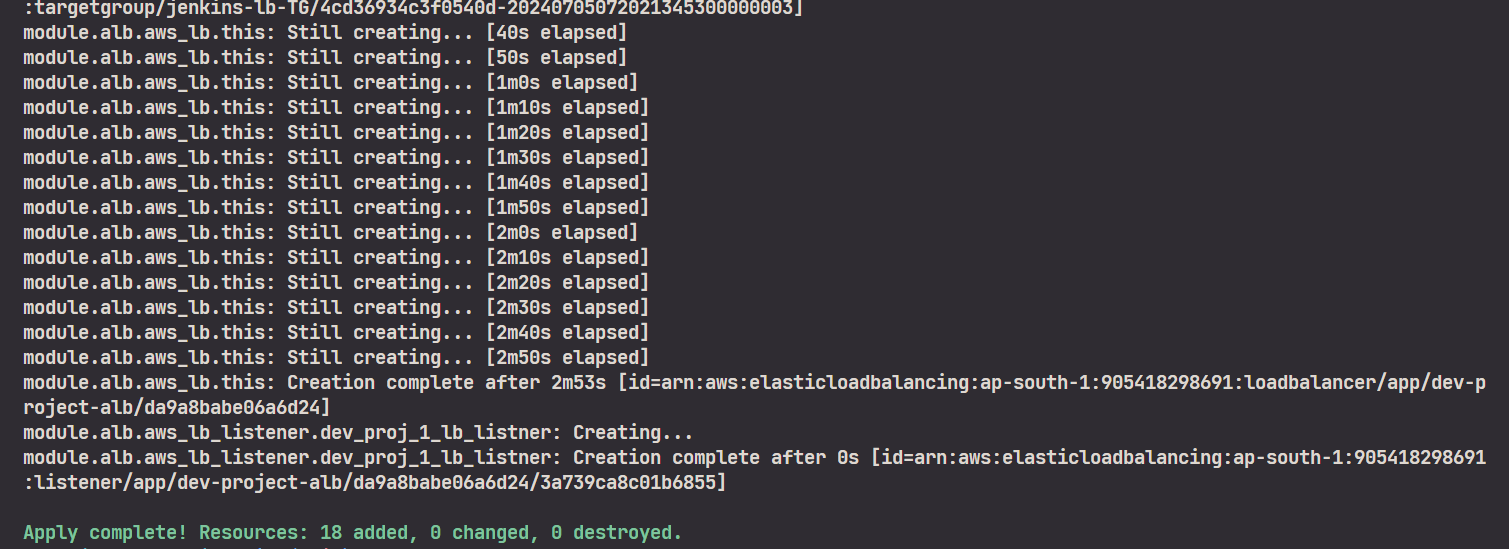 :targetgroup/jenkins-lb-TG/4cd36934c3f0540d-20240705072021345300000003]
module.alb.aws_lb.this: Still creating... [40s elapsed]
module.alb.aws_lb.this: Still creating... [50s elapsed]
module.alb.aws_lb.this: Still creating... [1m0s elapsed]
module.alb.aws_lb.this: Still creating... [1m10s elapsed]
module.alb.aws_lb.this: Still creating... [1m20s elapsed]
module.alb.aws_lb.this: Still creating... [1m30s elapsed]
module.alb.aws_lb.this: Still creating... [1m40s elapsed]
module.alb.aws_lb.this: Still creating... [1m50s elapsed]
module.alb.aws_lb.this: Still creating... [2m0s elapsed]
module.alb.aws_lb.this: Still creating... [2m10s elapsed]
module.alb.aws_lb.this: Still creating... [2m20s elapsed]
module.alb.aws_lb.this: Still creating... [2m30s elapsed]
module.alb.aws_lb.this: Still creating... [2m40s elapsed]
module.alb.aws_lb.this: Still creating... [2m50s elapsed]
module.alb.aws_lb.this: Creation complete after 2m53s [id=arn:aws:elasticloadbalancing:ap-south-1:905418298691:loadbalancer/app/dev-p
roject-alb/da9a8babe06a6d24]
module.alb.aws_lb_listener.dev_proj_1_lb_listner: Creating...
module.alb.aws_lb_listener.dev_proj_1_lb_listner: Creation complete after 0s [id=arn:aws:elasticloadbalancing:ap-south-1:905418298691
:listener/app/dev-project-alb/da9a8babe06a6d24/3a739ca8c01b6855]
Apply complete! Resources: 18 added, 0 changed, 0 destroyed.